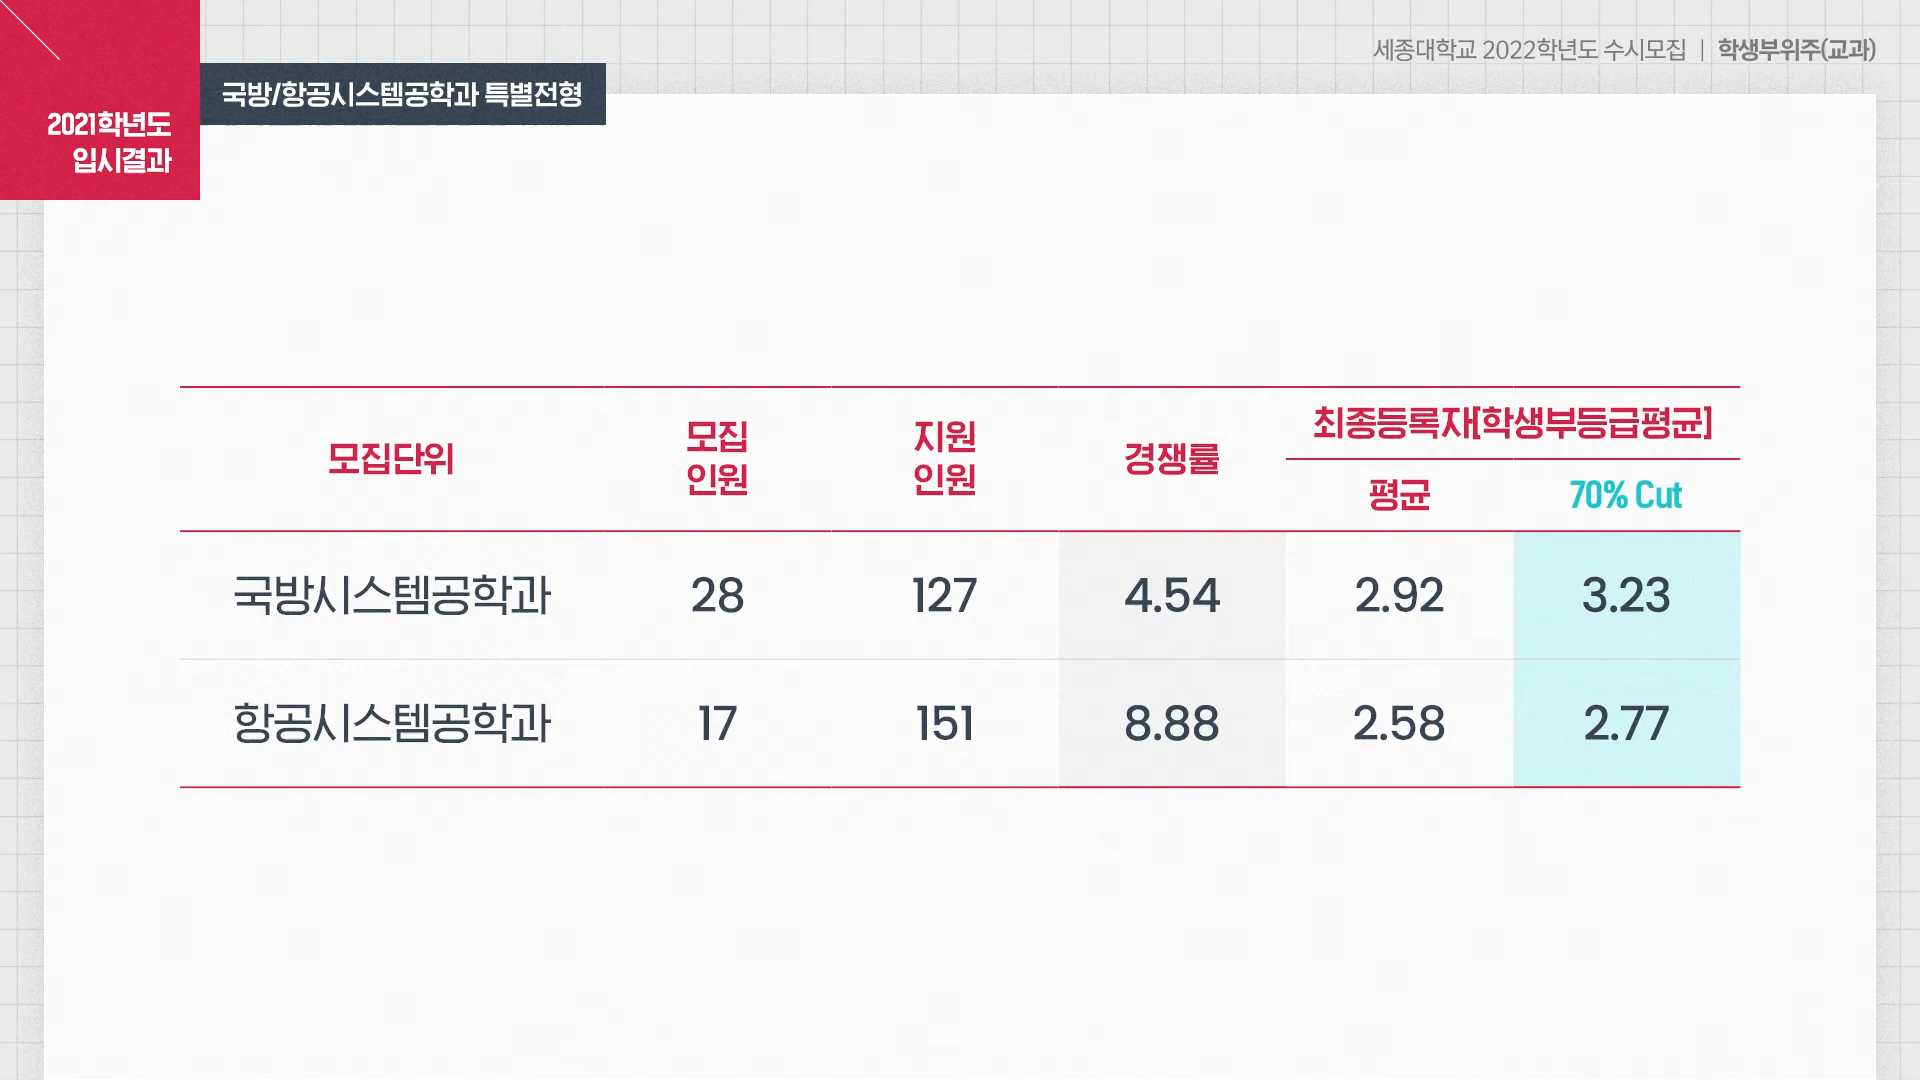 세종대학교 2022학년도 수시모집 | 학생부위주(교과)
2021학년도
입시결과
국방/항공시스템공학과 특별전형
모집단위
모집
인원
지원
인원
경쟁률
최종등록자[학생부등급평균]
평균
70% Cut
국방시스템공학과 28 127 4.54 2.92 3.23
항공시스템공학과 17 151 8.88 2.58 2.77